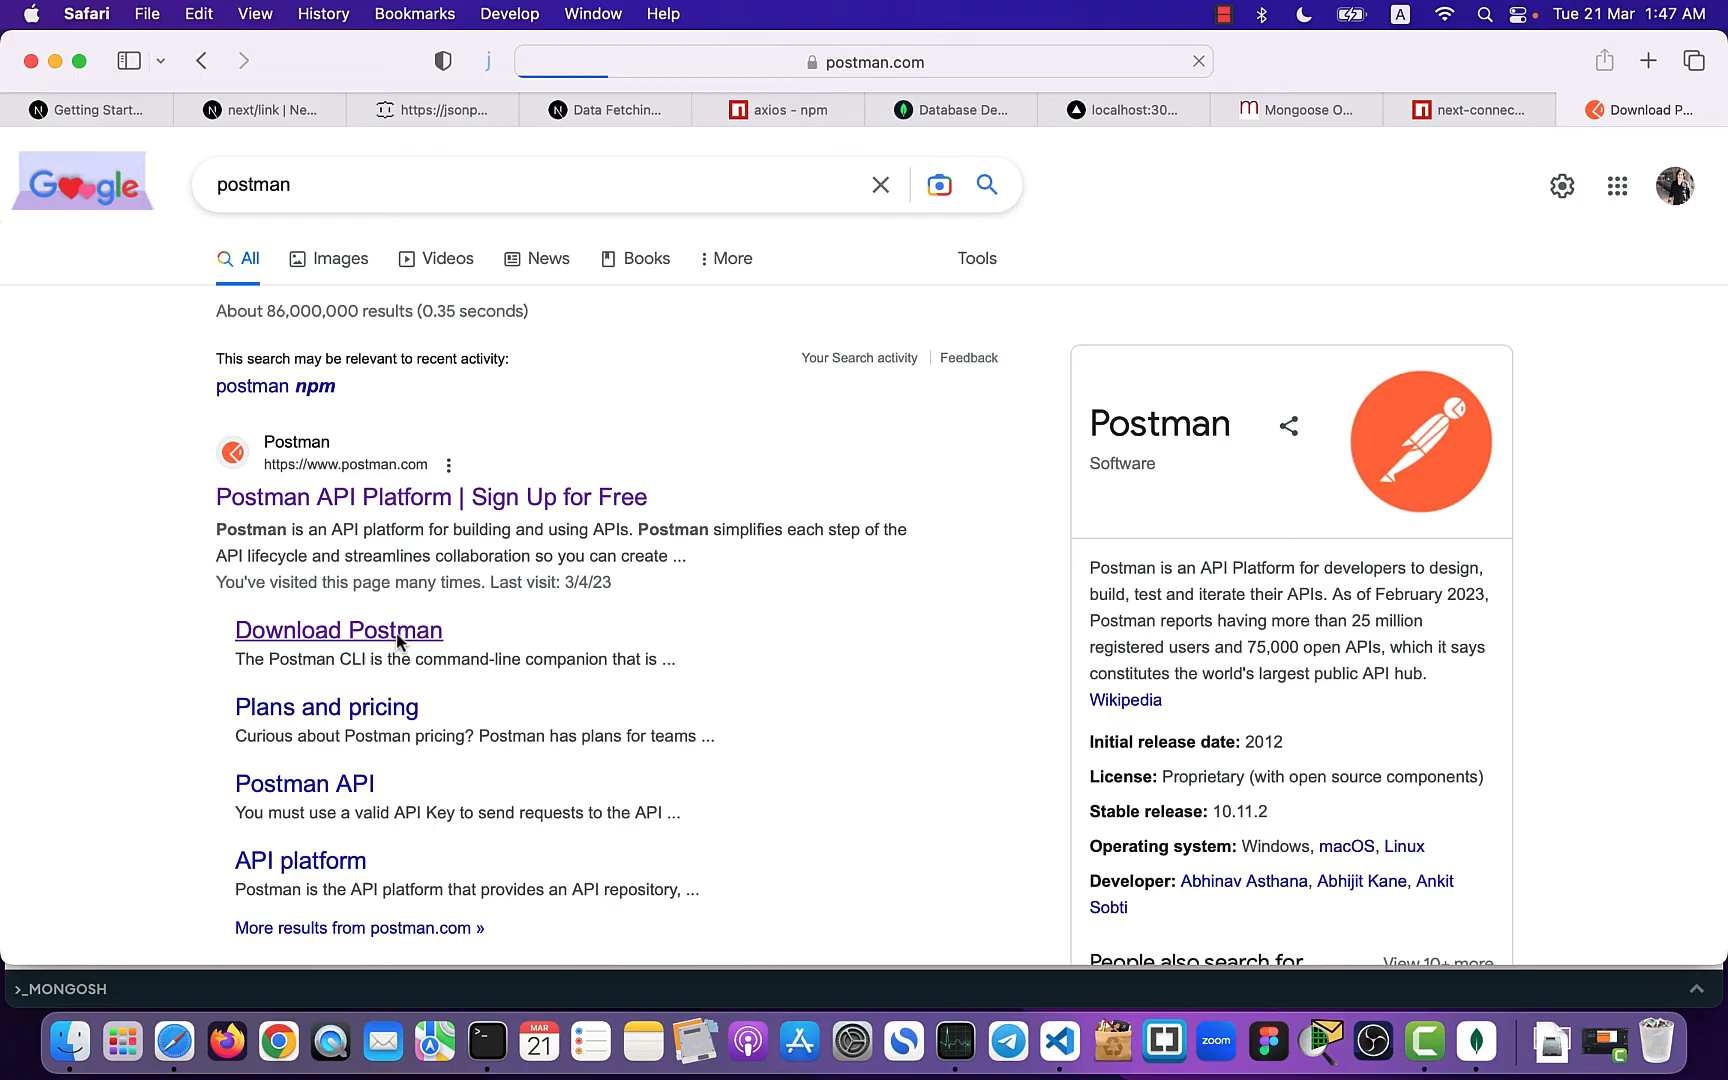 Safari File Edit View History Bookmarks Develop Window Help A Tue 21 Mar 1:47 AM
j postman.com
Getting Start... next/link | Ne... https://jsonp... Data Fetchin... axios - npm Database De... localhost:30... Mongoose O... next-connec... Download P...
Google
postman
All Images Videos News Books More Tools
About 86,000,000 results (0.35 seconds)
This search may be relevant to recent activity:
Your Search activity Feedback
postman npm
Postman
https://www.postman.com
Postman API Platform | Sign Up for Free
Postman is an API platform for building and using APIs. Postman simplifies each step of the
API lifecycle and streamlines collaboration so you can create ...
You've visited this page many times. Last visit: 3/4/23
Download Postman
The Postman CLI is the command-line companion that is ...
Plans and pricing
Curious about Postman pricing? Postman has plans for teams ...
Postman API
You must use a valid API Key to send requests to the API ...
API platform
Postman is the API platform that provides an API repository, ...
More results from postman.com »
Postman
Software
Postman is an API Platform for developers to design,
build, test and iterate their APIs. As of February 2023,
Postman reports having more than 25 million
registered users and 75,000 open APIs, which it says
constitutes the world's largest public API hub.
Wikipedia
Initial release date: 2012
License: Proprietary (with open source components)
Stable release: 10.11.2
Operating system: Windows, macOS, Linux
Developer: Abhinav Asthana, Abhijit Kane, Ankit
Sobti
People also search for
View 10+ more
>_MONGOSH
MAR
21
zoom